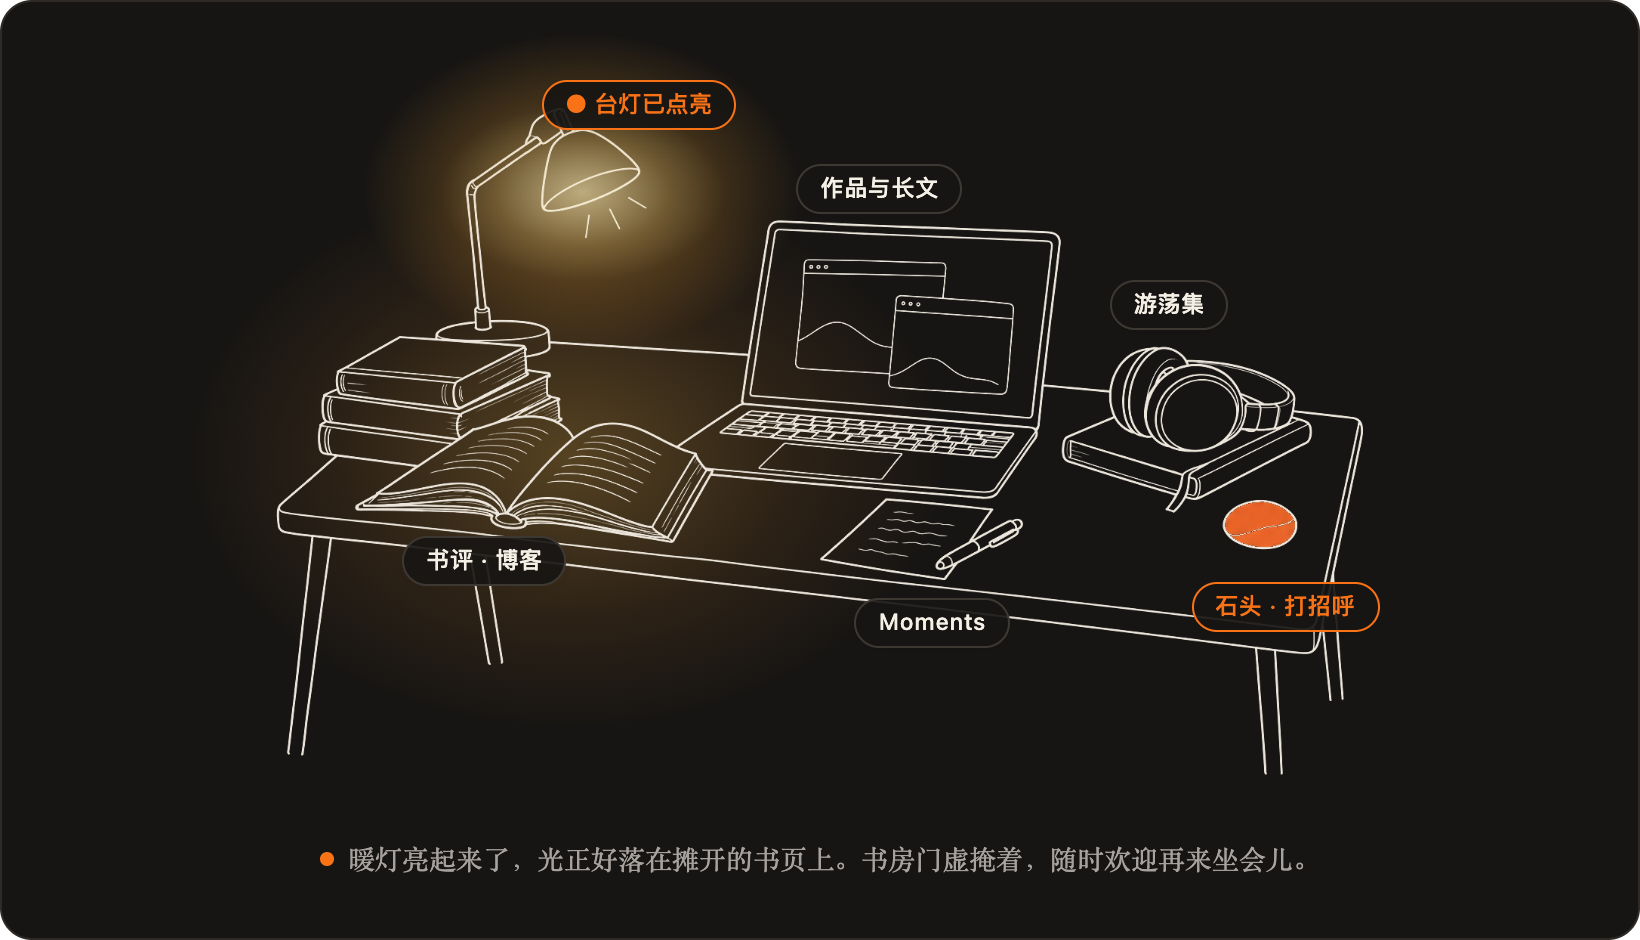 台灯已点亮
作品与长文
游荡集
书评 · 博客
石头 · 打招呼
Moments
暖灯亮起来了，光正好落在摊开的书页上。书房门虚掩着，随时欢迎再来坐会儿。